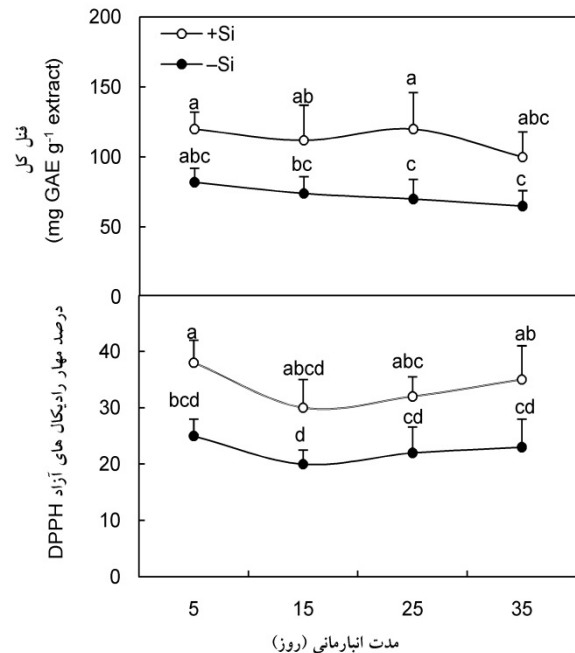 200
+Si
−Si
150
a
ab
a
abc
100
abc
bc
c
c
50
0
فنل کل
(mg GAE g⁻¹ extract)
a
ab
40
abcd
abc
30
bcd
d
cd
cd
20
10
0
درصد مهار رادیکال های آزاد DPPH
5 15 25 35
مدت انبارمانی (روز)